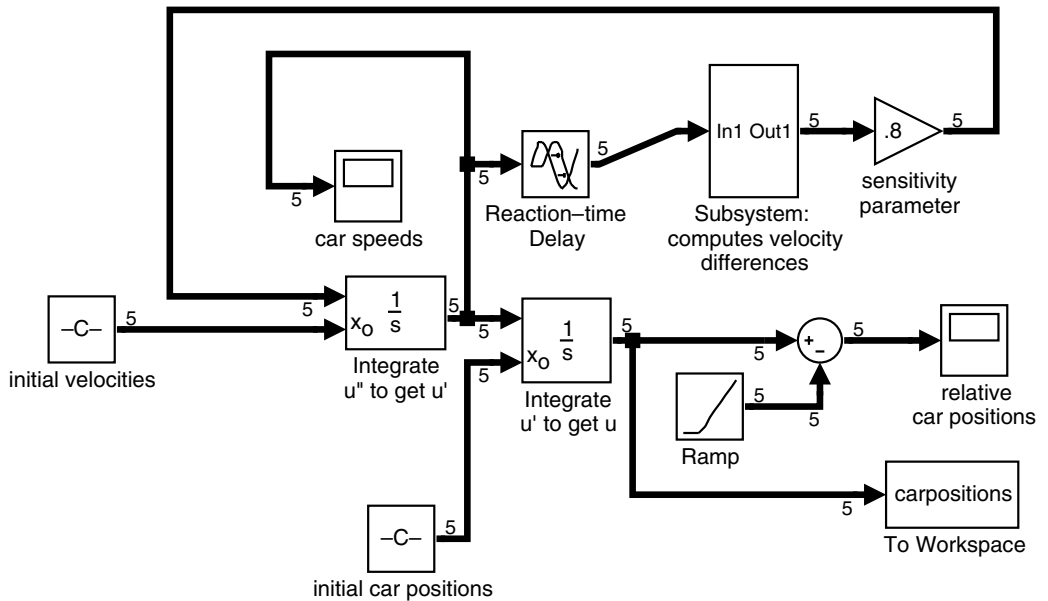 5
5
In1 Out1
5
.8
5
5
5
Reaction–time
Delay
Subsystem:
computes velocity
differences
sensitivity
parameter
5
car speeds
–C–
5
initial velocities
5
xo
1
s
5
Integrate
u" to get u'
5
xo
1
s
5
Integrate
u' to get u
5
5
+
–
5
relative
car positions
Ramp
5
5
5
carpositions
To Workspace
–C–
5
initial car positions